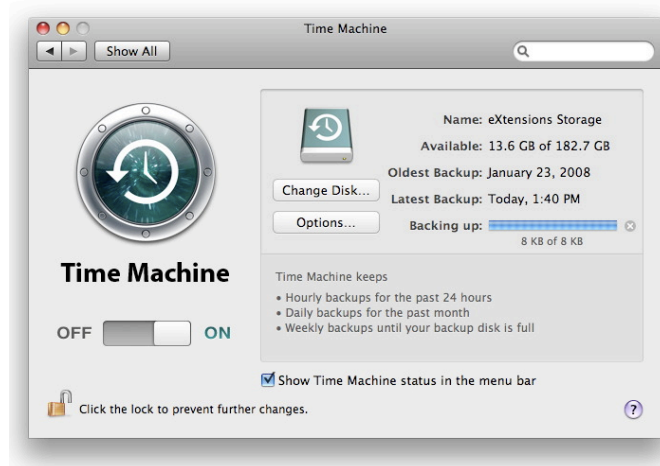 Time Machine
Show All
Name: eXtensions Storage
Available: 13.6 GB of 182.7 GB
Oldest Backup: January 23, 2008
Change Disk...
Latest Backup: Today, 1:40 PM
Options...
Backing up:
8 KB of 8 KB
Time Machine
Time Machine keeps
• Hourly backups for the past 24 hours
• Daily backups for the past month
• Weekly backups until your backup disk is full
OFF ON
Show Time Machine status in the menu bar
Click the lock to prevent further changes.
?